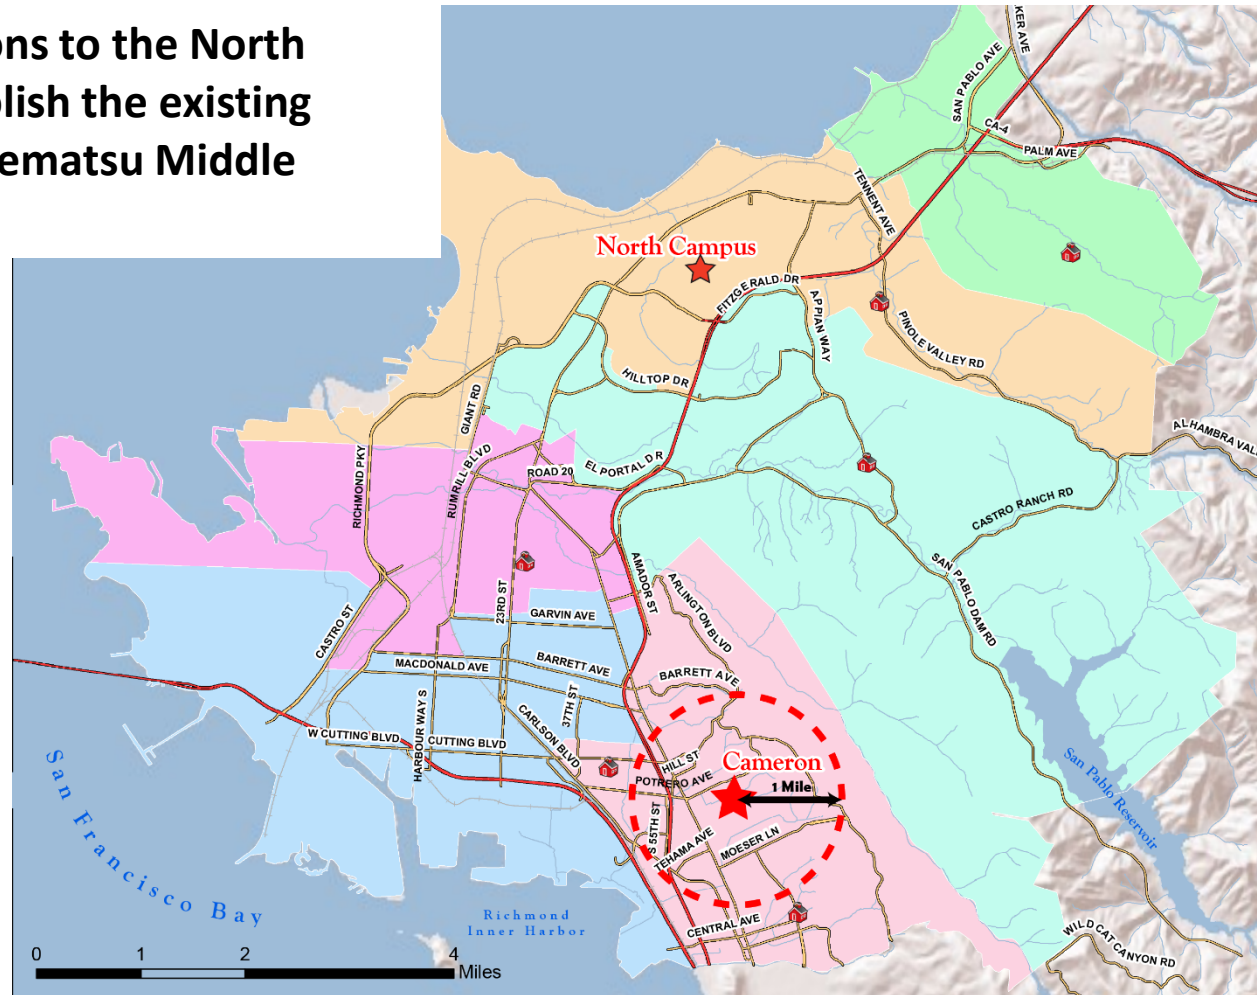 ons to the North
olish the existing
ematsu Middle
KER AVE
SAN PABLO AVE
CA-4
PALM AVE
TENNENT AVE
North Campus
FITZGERALD DR
APPIAN WAY
PINOLE VALLEY RD
HILLTOP DR
GIANT RD
ALHAMBRA VAL
RICHMOND PKY
RUMRILL BLVD
ROAD 20
EL PORTAL DR
CASTRO RANCH RD
SAN PABLO DAM RD
AMADOR ST
ARLINGTON BLVD
23RD ST
GARVIN AVE
CASTRO ST
MACDONALD AVE
BARRETT AVE
BARRETT AVE
37TH ST
CARLSON BLVD
HARBOUR WAY S
W CUTTING BLVD
CUTTING BLVD
HILL ST
Cameron
POTRERO AVE
1 Mile
S 55TH ST
TEHAMA AVE
MOESER LN
San Pablo Reservoir
San Francisco Bay
Richmond
Inner Harbor
CENTRAL AVE
WILDCAT CANYON RD
0 1 2 4
Miles